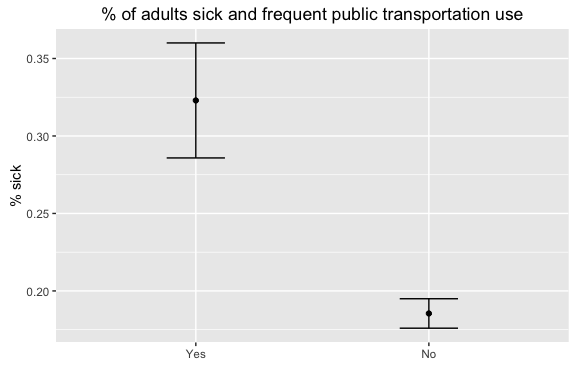 % of adults sick and frequent public transportation use
0.35
0.30
0.25
0.20
% sick
Yes No